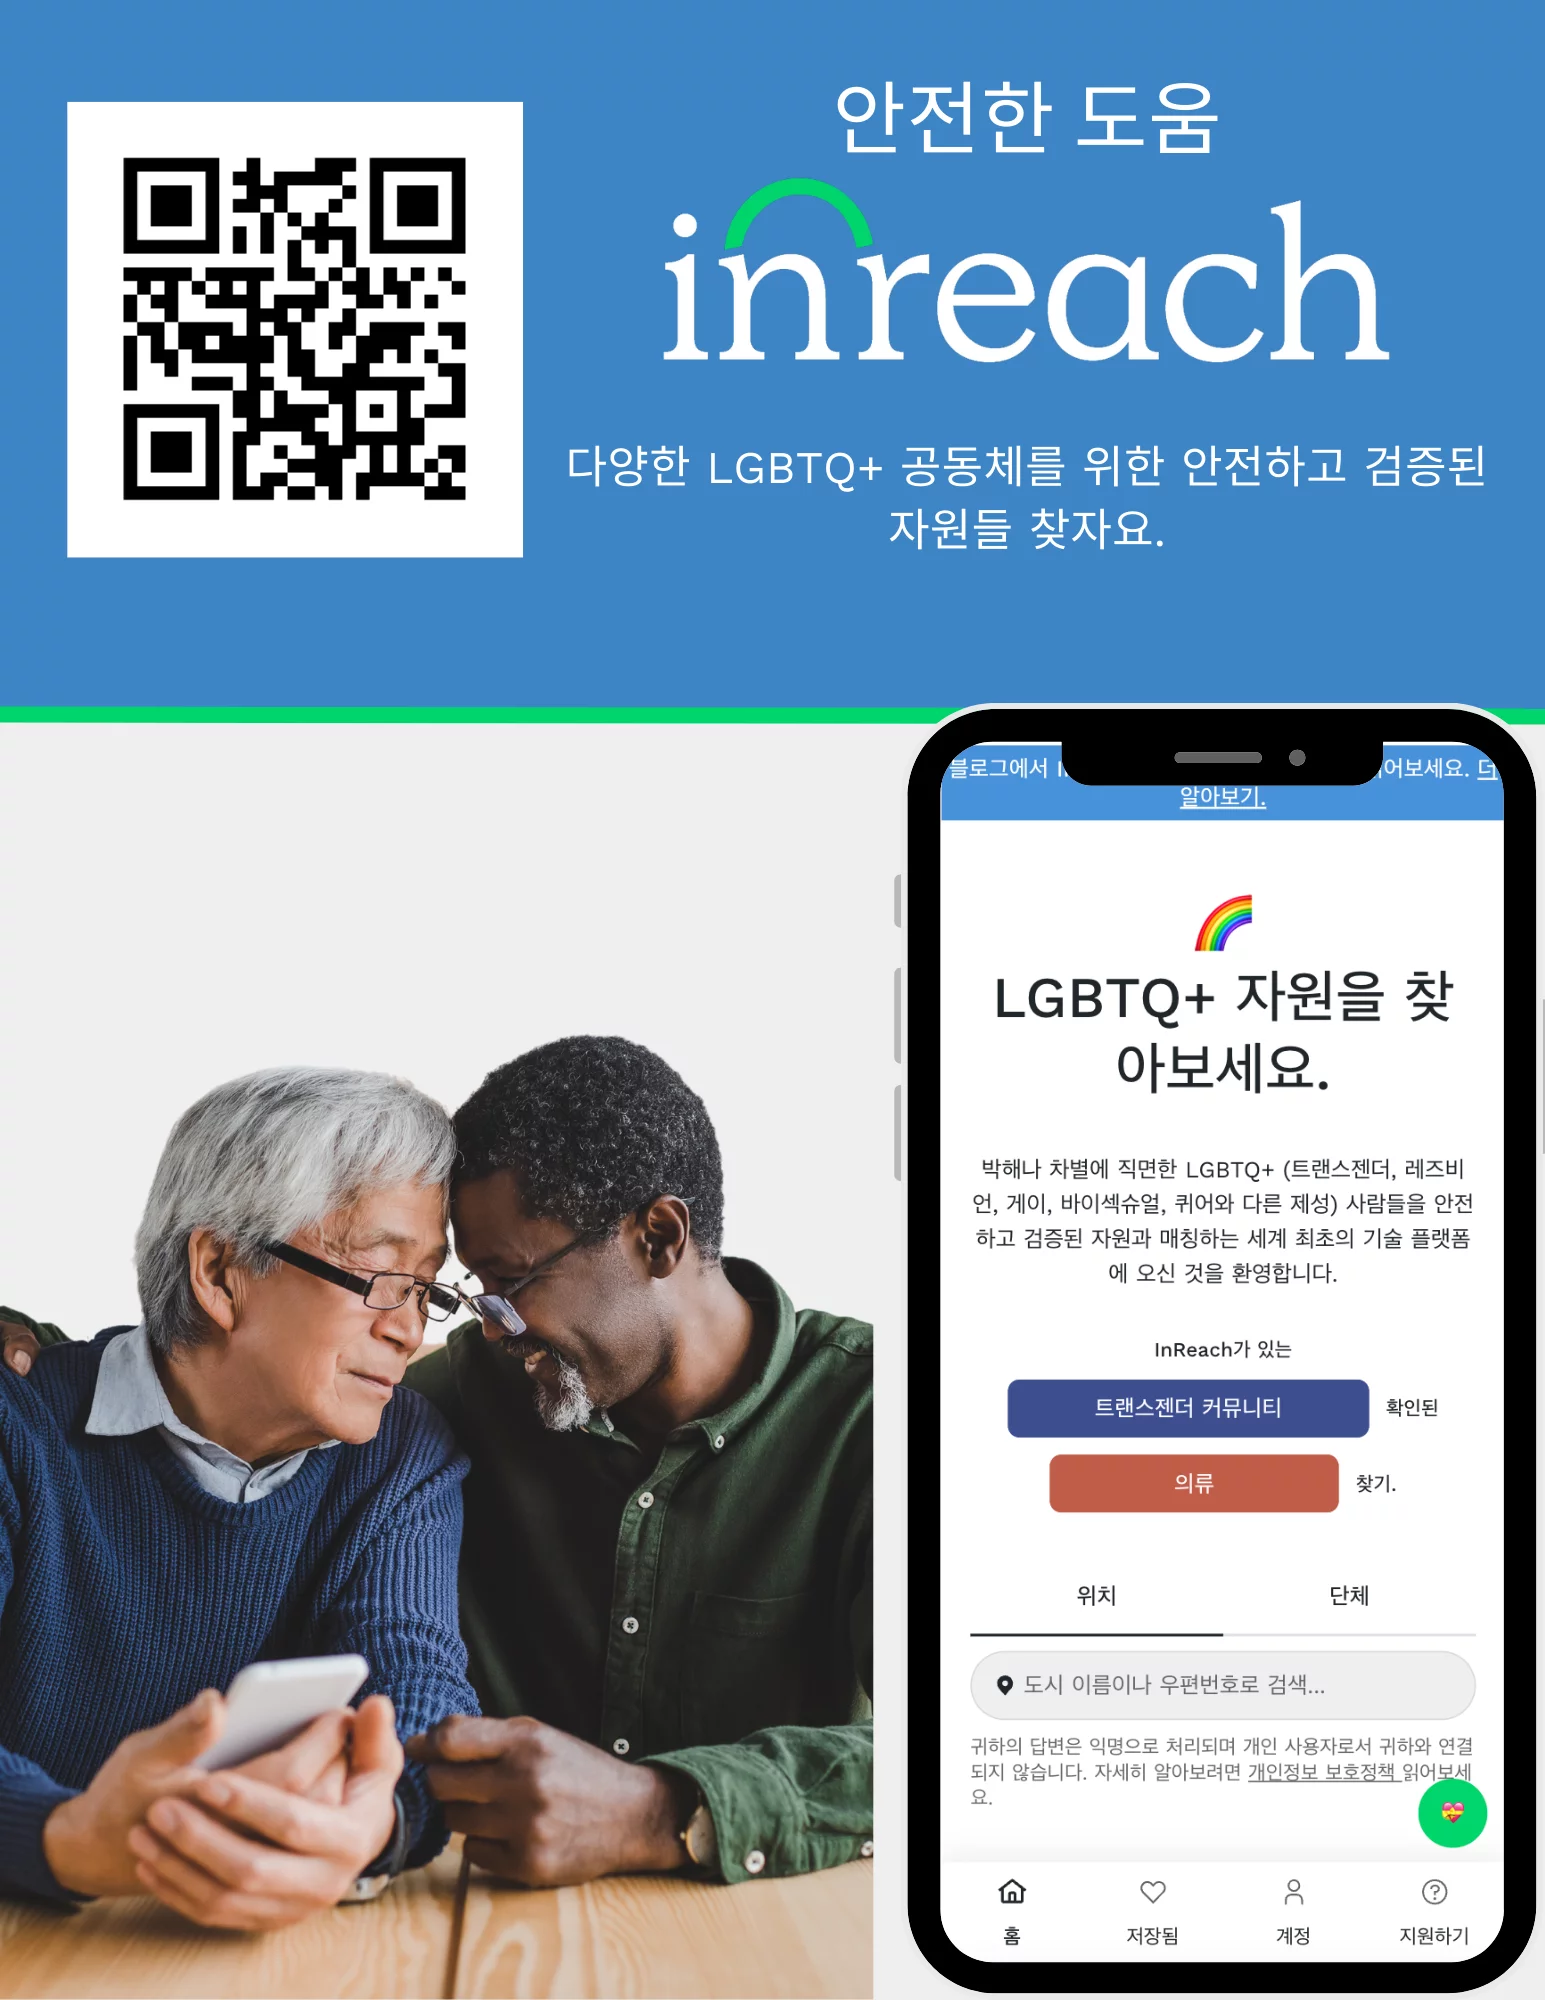 안전한 도움
inreach
다양한 LGBTQ+ 공동체를 위한 안전하고 검증된
자원들 찾자요.
블로그에서 어보세요. 더
알아보기.
LGBTQ+ 자원을 찾
아보세요.
박해나 차별에 직면한 LGBTQ+ (트랜스젠더, 레즈비
언, 게이, 바이섹슈얼, 퀴어와 다른 제성) 사람들을 안전
하고 검증된 자원과 매칭하는 세계 최초의 기술 플랫폼
에 오신 것을 환영합니다.
InReach가 있는
트랜스젠더 커뮤니티 확인된
의류 찾기.
위치 단체
도시 이름이나 우편번호로 검색...
귀하의 답변은 익명으로 처리되며 개인 사용자로서 귀하와 연결
되지 않습니다. 자세히 알아보려면 개인정보 보호정책 읽어보세
요.
홈 저장됨 계정 지원하기